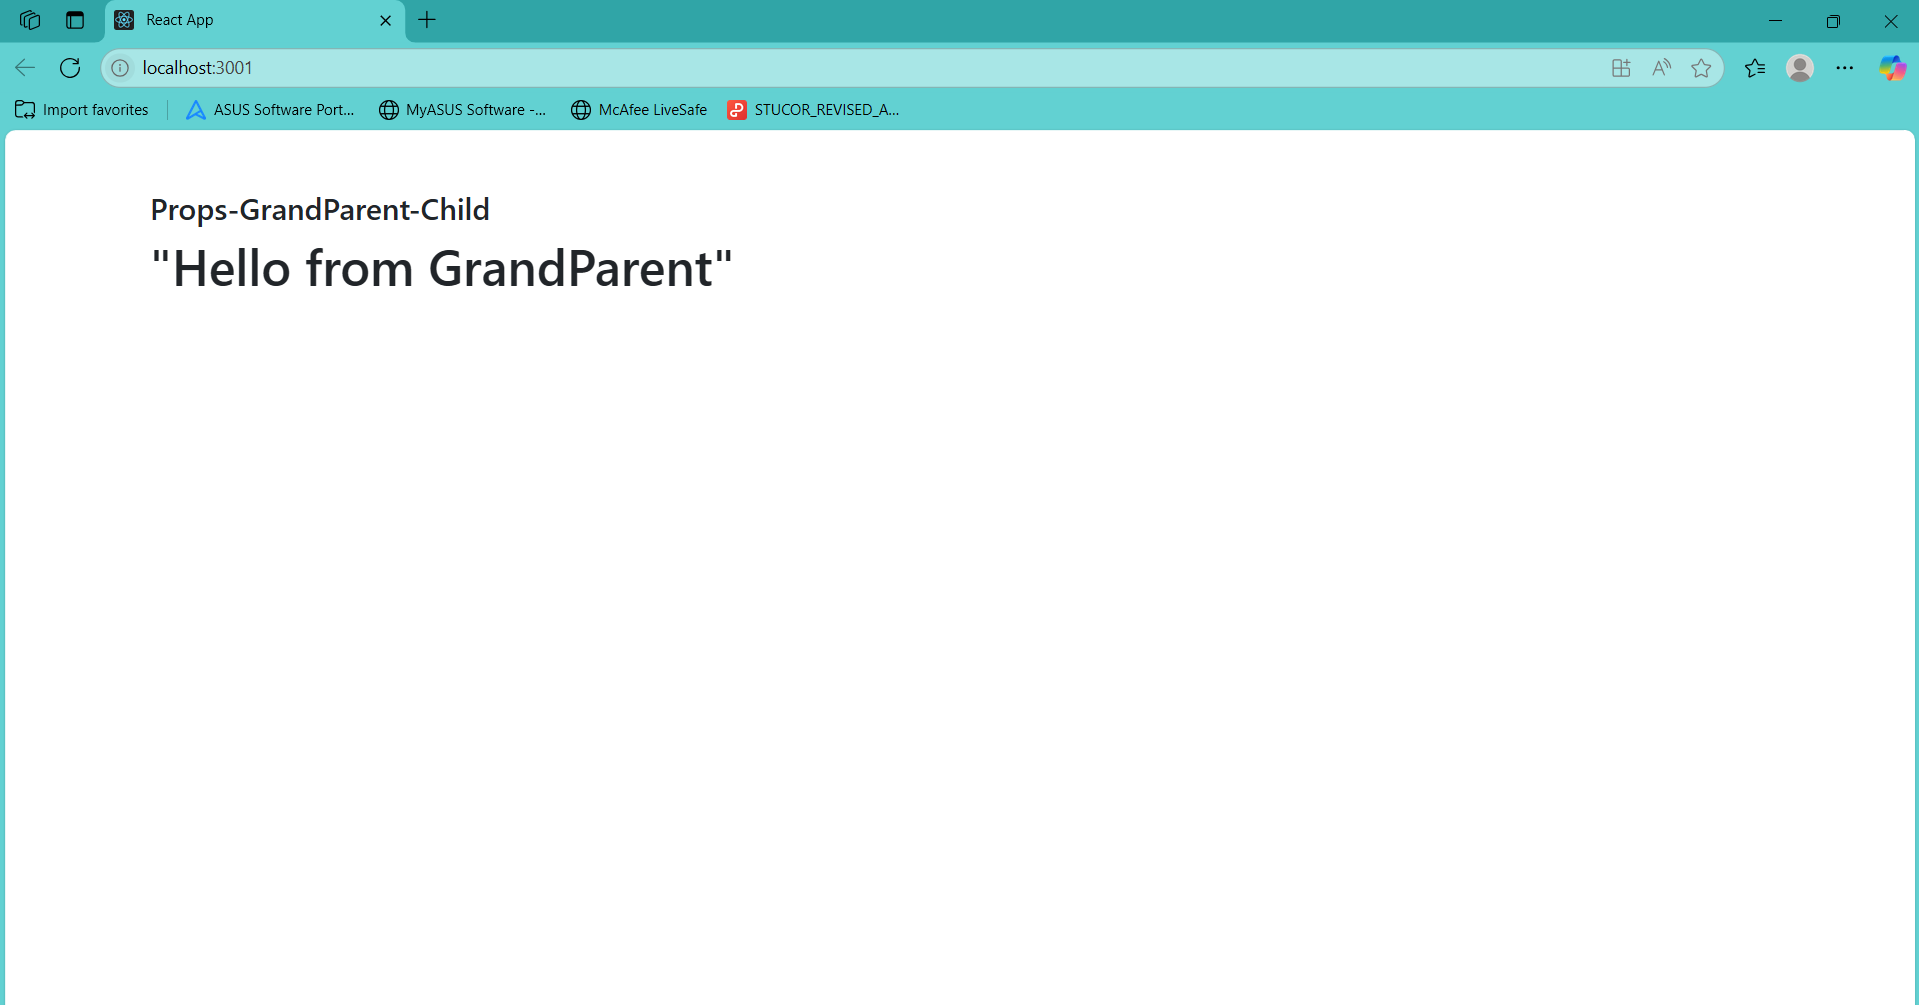 React App
localhost:3001
Import favorites
ASUS Software Port...
MyASUS Software -...
McAfee LiveSafe
STUCOR_REVISED_A...
Props-GrandParent-Child
"Hello from GrandParent"